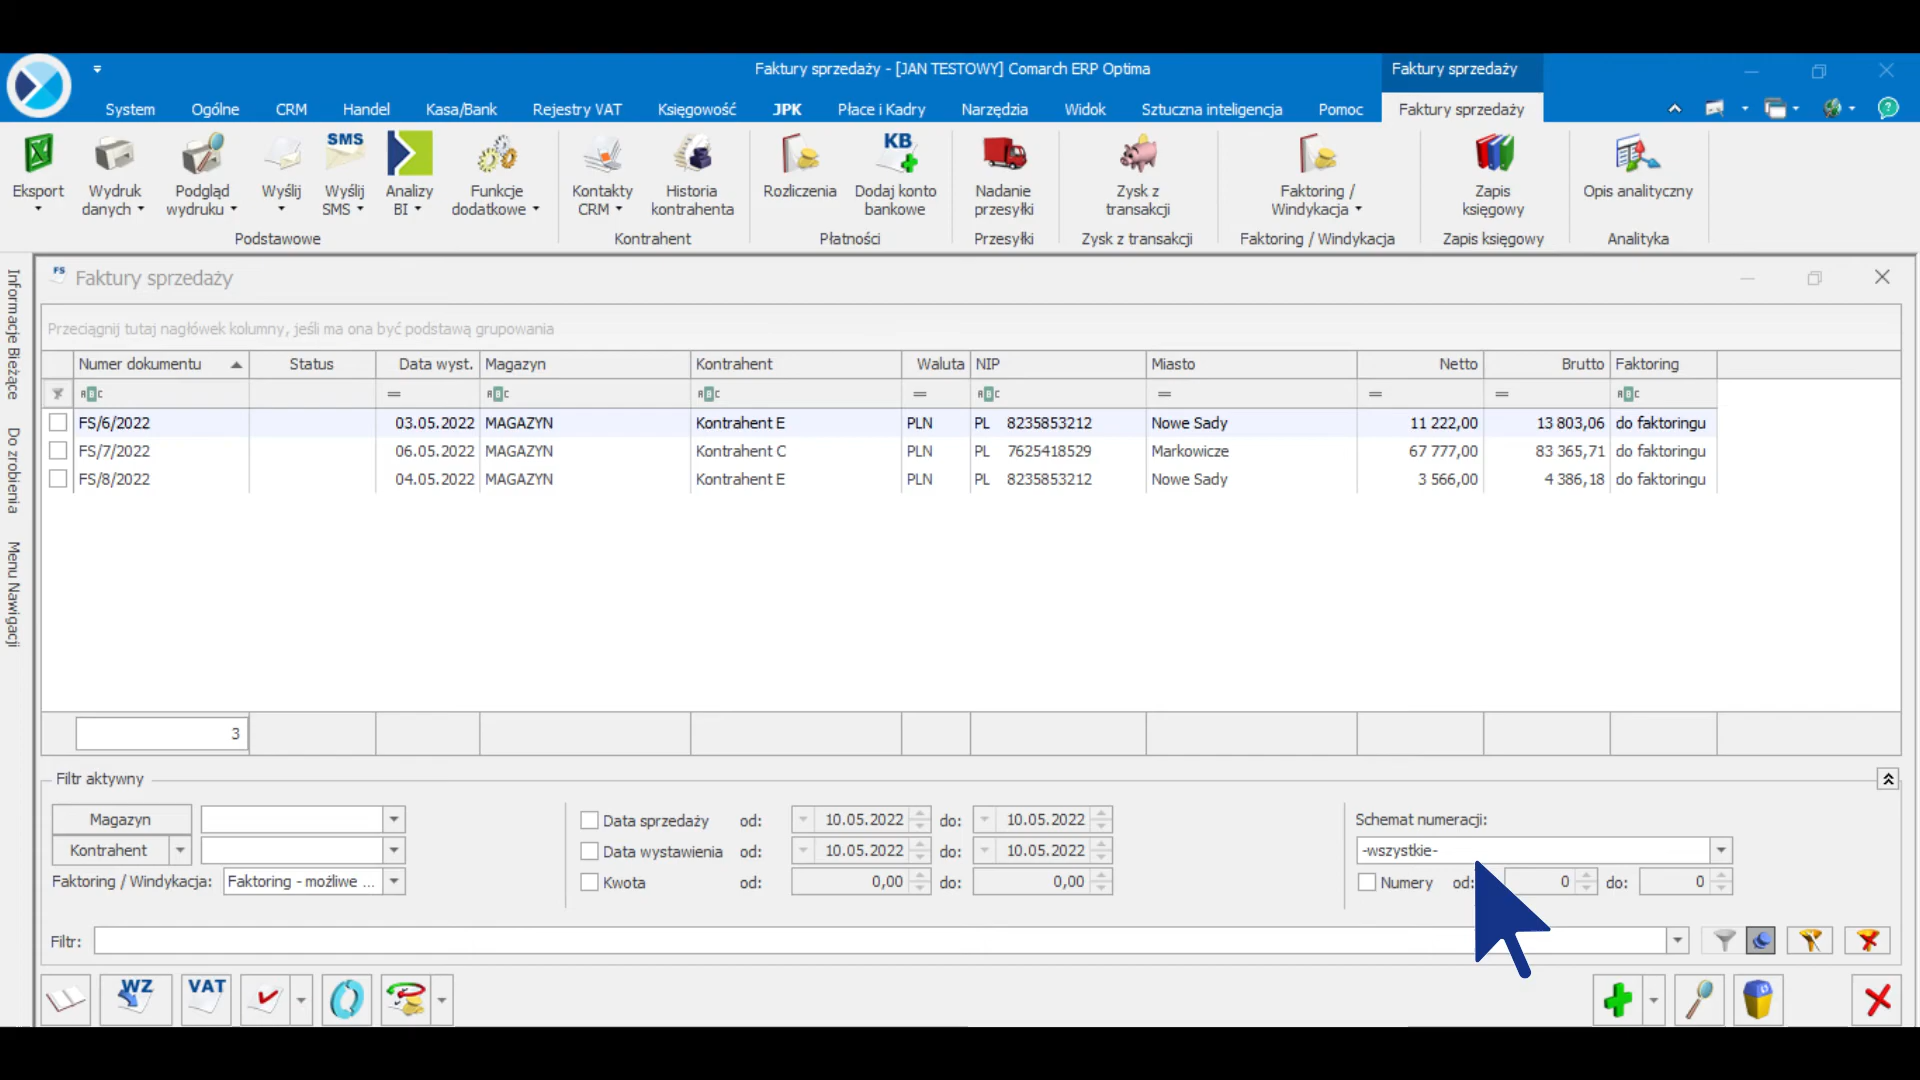 Faktury sprzedaży - [JAN TESTOWY] Comarch ERP Optima
Faktury sprzedaży
System Ogólne CRM Handel Kasa/Bank Rejestry VAT Księgowość JPK Płace i Kadry Narzędzia Widok Sztuczna inteligencja Pomoc Faktury sprzedaży
Eksport
Wydruk danych
Podgląd wydruku
Wyślij
SMS
Wyślij SMS
Analizy BI
Funkcje dodatkowe
Podstawowe
Kontakty CRM
Historia kontrahenta
Kontrahent
Rozliczenia
KB
Dodaj konto bankowe
Płatności
Nadanie przesyłki
Przesyłki
Zysk z transakcji
Zysk z transakcji
Faktoring / Windykacja
Faktoring / Windykacja
Zapis księgowy
Zapis księgowy
Opis analityczny
Analityka
Informacje Bieżące
Do zrobienia
Menu Nawigacji
FS Faktury sprzedaży
Przeciągnij tutaj nagłówek kolumny, jeśli ma ona być podstawą grupowania
Numer dokumentu Status Data wyst. Magazyn Kontrahent Waluta NIP Miasto Netto Brutto Faktoring
ABC = ABC ABC = ABC = = = ABC
FS/6/2022 03.05.2022 MAGAZYN Kontrahent E PLN PL 8235853212 Nowe Sady 11 222,00 13 803,06 do faktoringu
FS/7/2022 06.05.2022 MAGAZYN Kontrahent C PLN PL 7625418529 Markowicze 67 777,00 83 365,71 do faktoringu
FS/8/2022 04.05.2022 MAGAZYN Kontrahent E PLN PL 8235853212 Nowe Sady 3 566,00 4 386,18 do faktoringu
3
Filtr aktywny
Magazyn
Kontrahent
Faktoring / Windykacja: Faktoring - możliwe ...
Data sprzedaży od: 10.05.2022 do: 10.05.2022
Data wystawienia od: 10.05.2022 do: 10.05.2022
Kwota od: 0,00 do: 0,00
Schemat numeracji:
-wszystkie-
Numery od: 0 do: 0
Filtr:
WZ
VAT